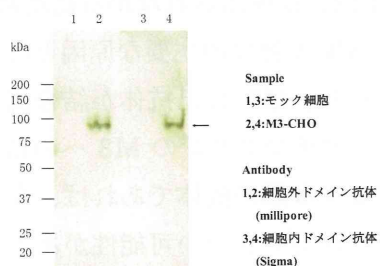 1 2 3 4
kDa
200
150
100
75
50
37
25
20
Sample
1,3:モック細胞
2,4:M3-CHO
Antibody
1,2:細胞外ドメイン抗体
(millipore)
3,4:細胞内ドメイン抗体
(Sigma)